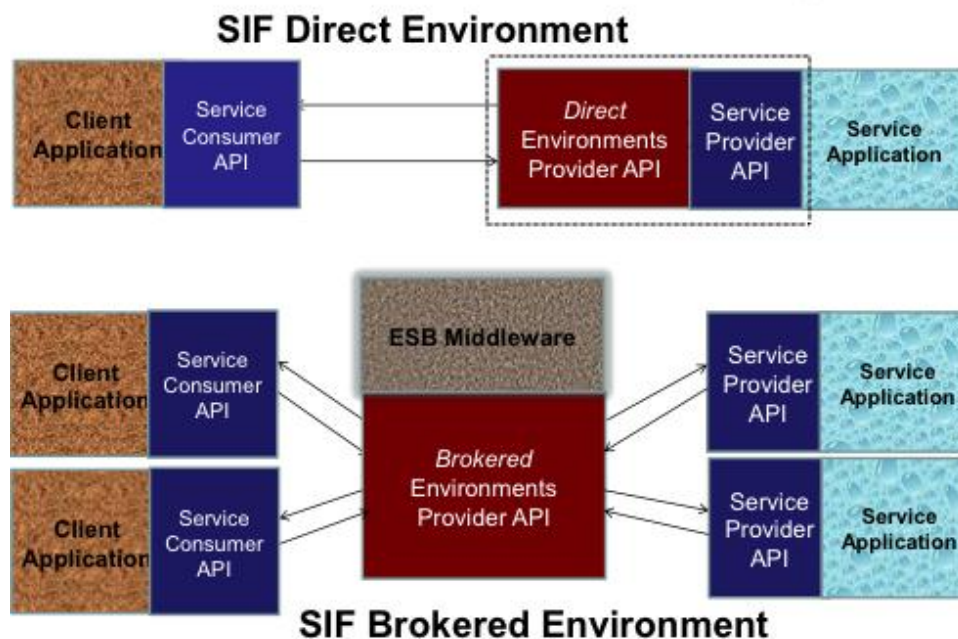 SIF Direct Environment
Client
Application
Service
Consumer
API
Direct
Environments
Provider API
Service
Provider
API
Service
Application
ESB Middleware
Client
Application
Service
Consumer
API
Brokered
Environments
Provider API
Service
Provider
API
Service
Application
Client
Application
Service
Consumer
API
Service
Provider
API
Service
Application
SIF Brokered Environment